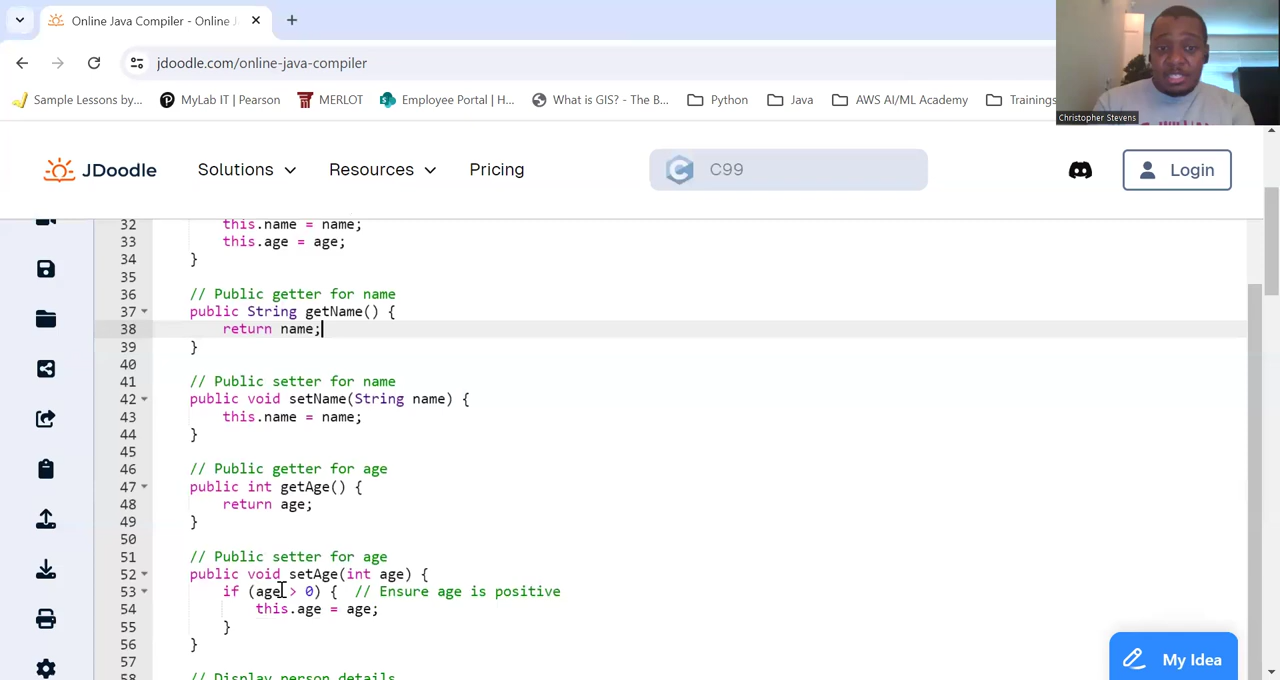 Online Java Compiler - Online J
jdoodle.com/online-java-compiler
Sample Lessons by...
MyLab IT | Pearson
MERLOT
Employee Portal | H...
What is GIS? - The B...
Python
Java
AWS AI/ML Academy
Trainings
Christopher Stevens
JDoodle
Solutions
Resources
Pricing
C99
Login
32 this.name = name;
33 this.age = age;
34 }
35
36 // Public getter for name
37 public String getName() {
38 return name;
39 }
40
41 // Public setter for name
42 public void setName(String name) {
43 this.name = name;
44 }
45
46 // Public getter for age
47 public int getAge() {
48 return age;
49 }
50
51 // Public setter for age
52 public void setAge(int age) {
53 if (age > 0) { // Ensure age is positive
54 this.age = age;
55 }
56 }
57
58 // Display person details
My Idea